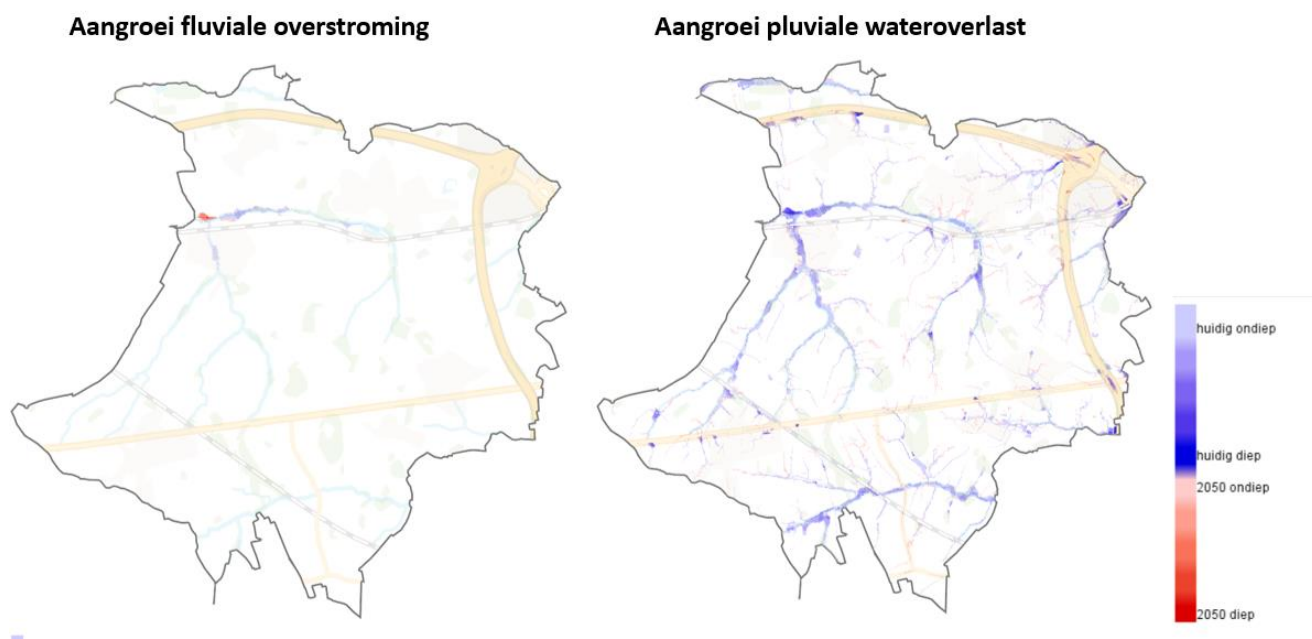 Aangroei fluviale overstroming
Aangroei pluviale wateroverlast
huidig ondiep
huidig diep
2050 ondiep
2050 diep